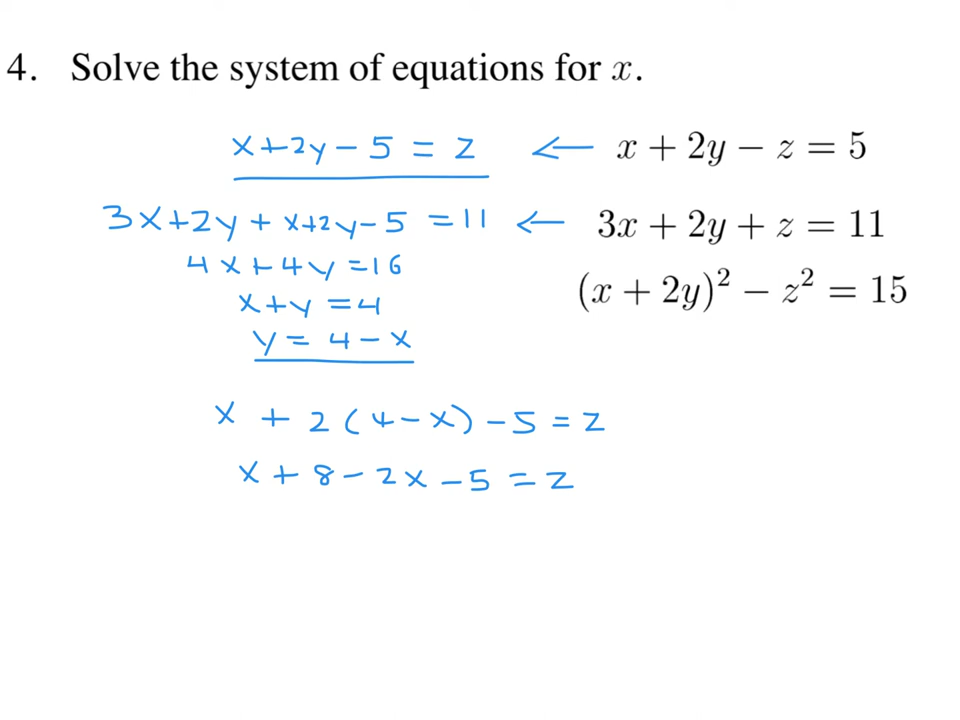 4. Solve the system of equations for x.
x+2y-5=z ← x + 2y − z = 5
3x+2y+x+2y-5=11 ← 3x + 2y + z = 11
4x+4y=16
(x + 2y)² − z² = 15
x+y=4
y=4-x
x+2(4-x)-5=z
x+8-2x-5=z